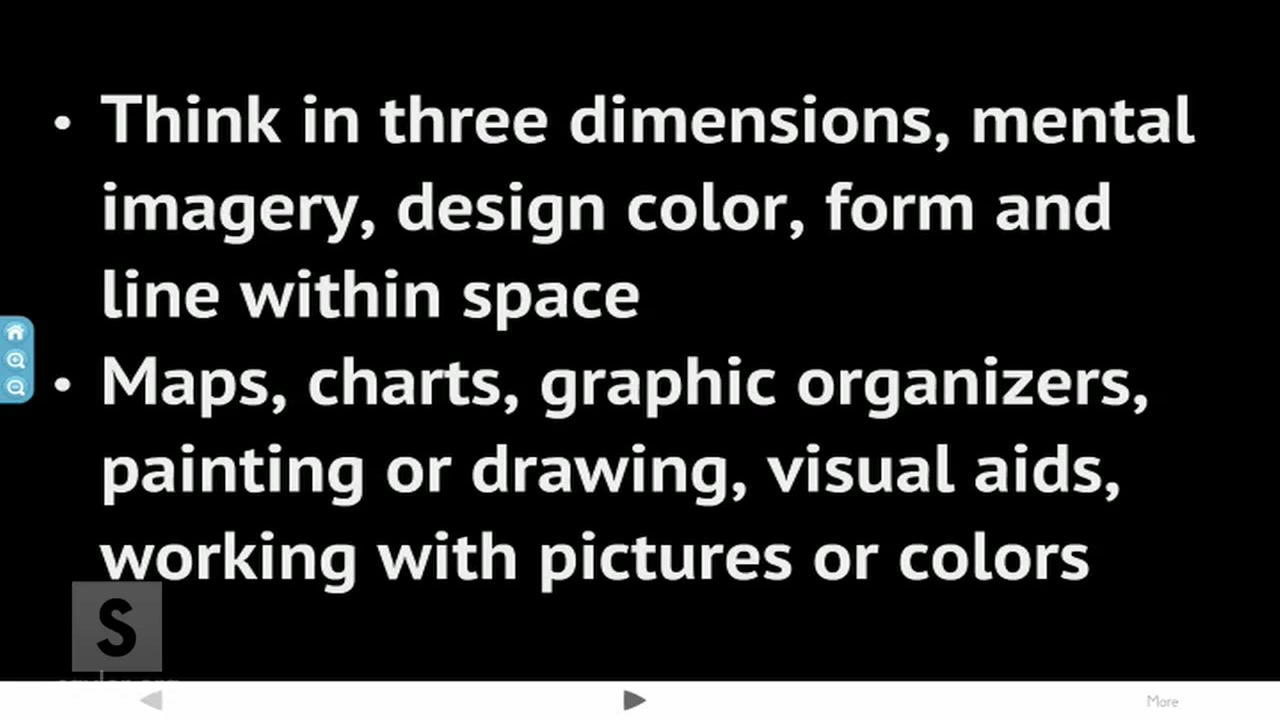 • Think in three dimensions, mental
imagery, design color, form and
line within space
• Maps, charts, graphic organizers,
painting or drawing, visual aids,
working with pictures or colors
S
More